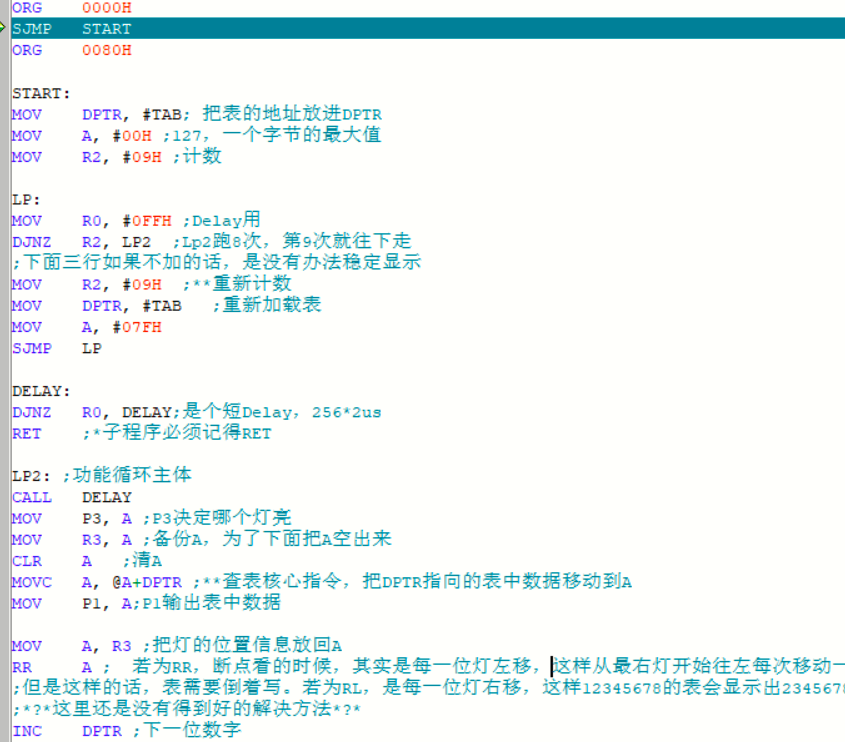 ORG 0000H
SJMP START
ORG 0080H
START:
MOV DPTR, #TAB; 把表的地址放进DPTR
MOV A, #00H ;127，一个字节的最大值
MOV R2, #09H ;计数
LP:
MOV R0, #0FFH ;Delay用
DJNZ R2, LP2 ;Lp2跑8次，第9次就往下走
;下面三行如果不加的话，是没有办法稳定显示
MOV R2, #09H ;**重新计数
MOV DPTR, #TAB ;重新加载表
MOV A, #07FH
SJMP LP
DELAY:
DJNZ R0, DELAY;是个短Delay，256*2us
RET ;*子程序必须记得RET
LP2: ;功能循环主体
CALL DELAY
MOV P3, A ;P3决定哪个灯亮
MOV R3, A ;备份A，为了下面把A空出来
CLR A ;清A
MOVC A, @A+DPTR ;**查表核心指令，把DPTR指向的表中数据移动到A
MOV P1, A;P1输出表中数据
MOV A, R3 ;把灯的位置信息放回A
RR A ; 若为RR，断点看的时候，其实是每一位灯左移，这样从最右灯开始往左每次移动一
;但是这样的话，表需要倒着写。若为RL，是每一位灯右移，这样12345678的表会显示出2345678
;*?*这里还是没有得到好的解决方法*?*
INC DPTR ;下一位数字